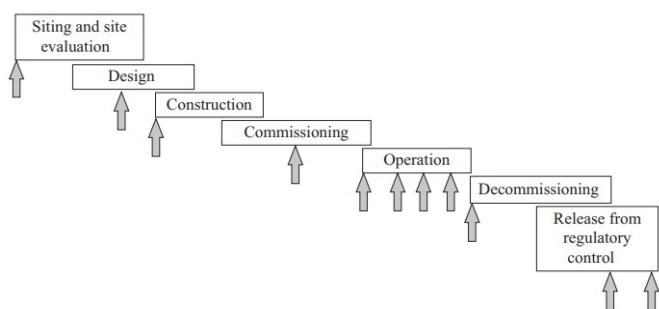 Siting and site
evaluation
Design
Construction
Commissioning
Operation
Decommissioning
Release from
regulatory
control